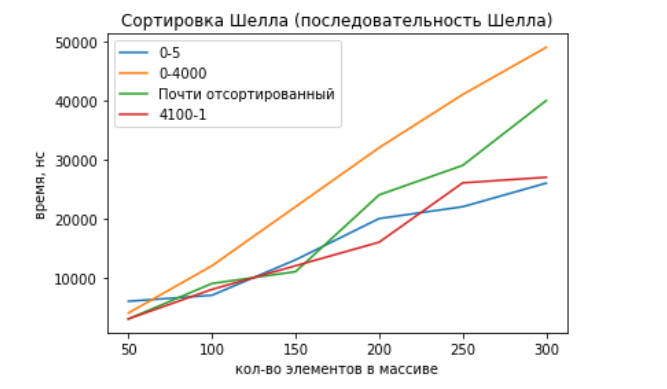 Сортировка Шелла (последовательность Шелла)
0-5
0-4000
Почти отсортированный
4100-1
50000
40000
30000
20000
10000
время, нс
50 100 150 200 250 300
кол-во элементов в массиве